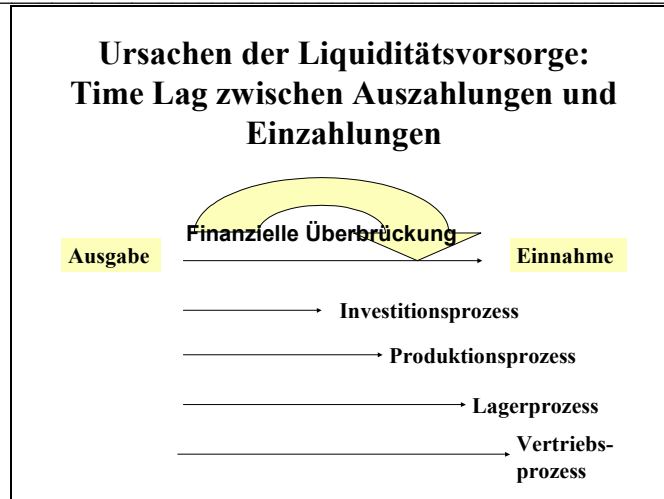 Ursachen der Liquiditätsvorsorge:
Time Lag zwischen Auszahlungen und
Einzahlungen
Finanzielle Überbrückung
Ausgabe
Einnahme
Investitionsprozess
Produktionsprozess
Lagerprozess
Vertriebs-
prozess